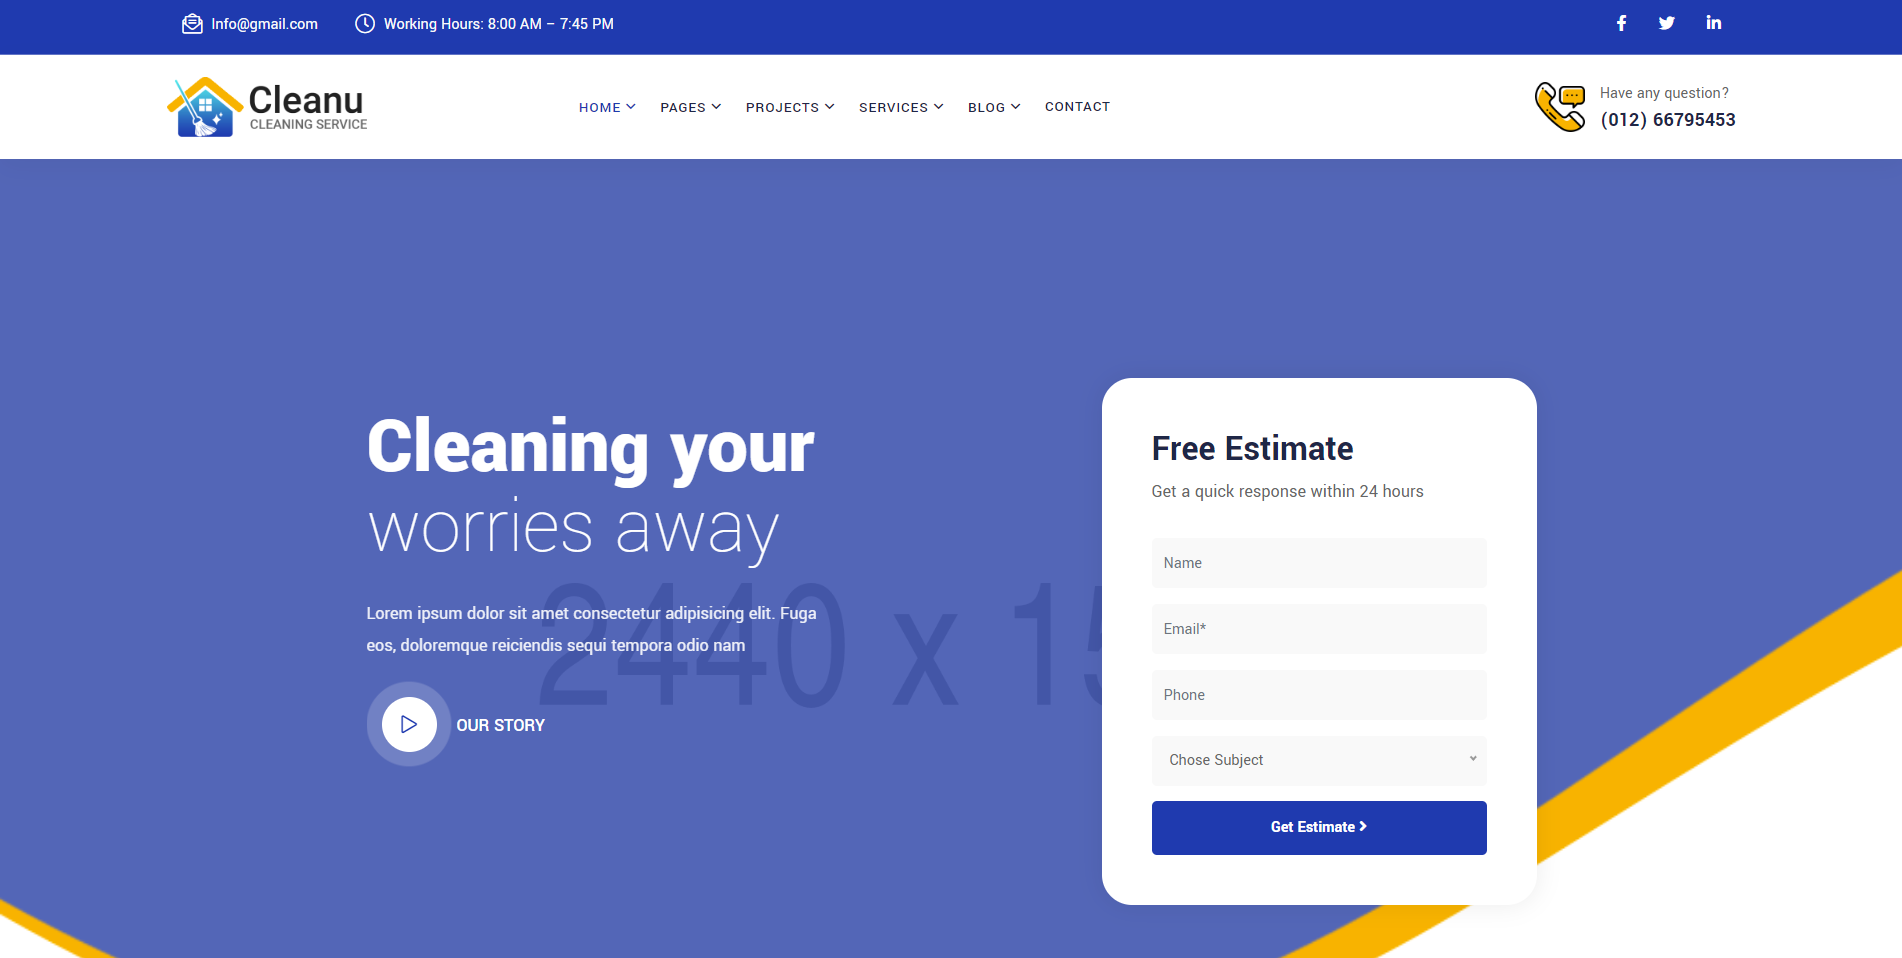 Info@gmail.com
Working Hours: 8:00 AM – 7:45 PM
Cleanu
CLEANING SERVICE
HOME
PAGES
PROJECTS
SERVICES
BLOG
CONTACT
Have any question?
(012) 66795453
Cleaning your
worries away
Lorem ipsum dolor sit amet consectetur adipisicing elit. Fuga
eos, doloremque reiciendis sequi tempora odio nam
2440 x 15
OUR STORY
Free Estimate
Get a quick response within 24 hours
Name
Email*
Phone
Chose Subject
Get Estimate